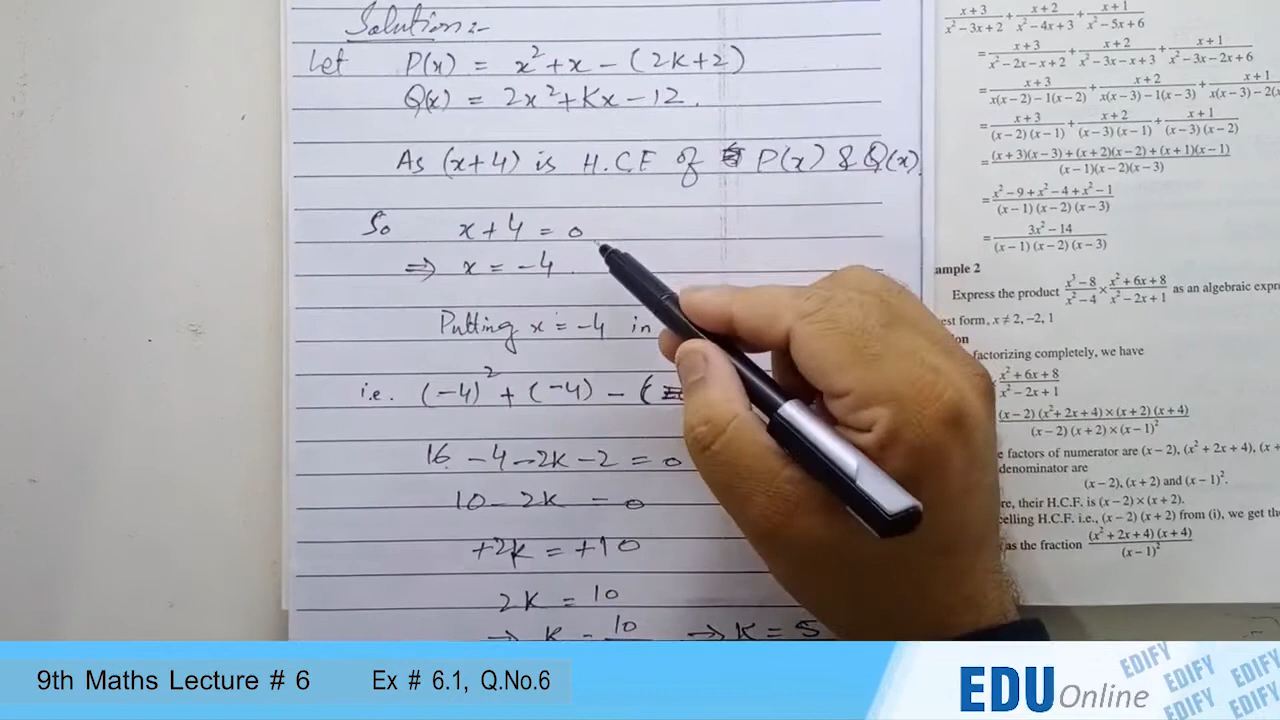 Solution:-
Let P(x) = x² + x - (2K+2)
Q(x) = 2x² + Kx - 12.
As (x+4) is H.C.F of P(x) & Q(x).
So x + 4 = 0
⇒ x = -4.
Putting x = -4 in
i.e. (-4)² + (-4) - (
16 - 4 - 2K - 2 = 0
10 - 2K = 0
+2K = +10
2K = 10
⇒ K = 10 ⇒ K = 5
(x+3)/(x²-3x+2) + (x+2)/(x²-4x+3) + (x+1)/(x²-5x+6)
= (x+3)/(x²-2x-x+2) + (x+2)/(x²-3x-x+3) + (x+1)/(x²-3x-2x+6)
= (x+3)/(x(x-2)-1(x-2)) + (x+2)/(x(x-3)-1(x-3)) + (x+1)/(x(x-3)-2(x
= (x+3)/((x-2)(x-1)) + (x+2)/((x-3)(x-1)) + (x+1)/((x-3)(x-2))
= ((x+3)(x-3)+(x+2)(x-2)+(x+1)(x-1))/((x-1)(x-2)(x-3))
= (x²-9+x²-4+x²-1)/((x-1)(x-2)(x-3))
= (3x²-14)/((x-1)(x-2)(x-3))
ample 2
Express the product (x³-8)/(x²-4) × (x²+6x+8)/(x²-2x+1) as an algebraic expre
est form, x ≠ 2, -2, 1
ion
factorizing completely, we have
(x²+6x+8)/(x²-2x+1)
((x-2)(x²+2x+4)×(x+2)(x+4))/((x-2)(x+2)×(x-1)²)
e factors of numerator are (x-2), (x²+2x+4), (x+
denominator are
(x-2), (x+2) and (x-1)².
re, their H.C.F. is (x-2)×(x+2).
celling H.C.F. i.e., (x-2)(x+2) from (i), we get the
as the fraction ((x²+2x+4)(x+4))/((x-1)²)
9th Maths Lecture # 6 Ex # 6.1, Q.No.6
EDU Online
EDIFY EDIFY
EDIFY EDIFY
EDIFY EDIFY